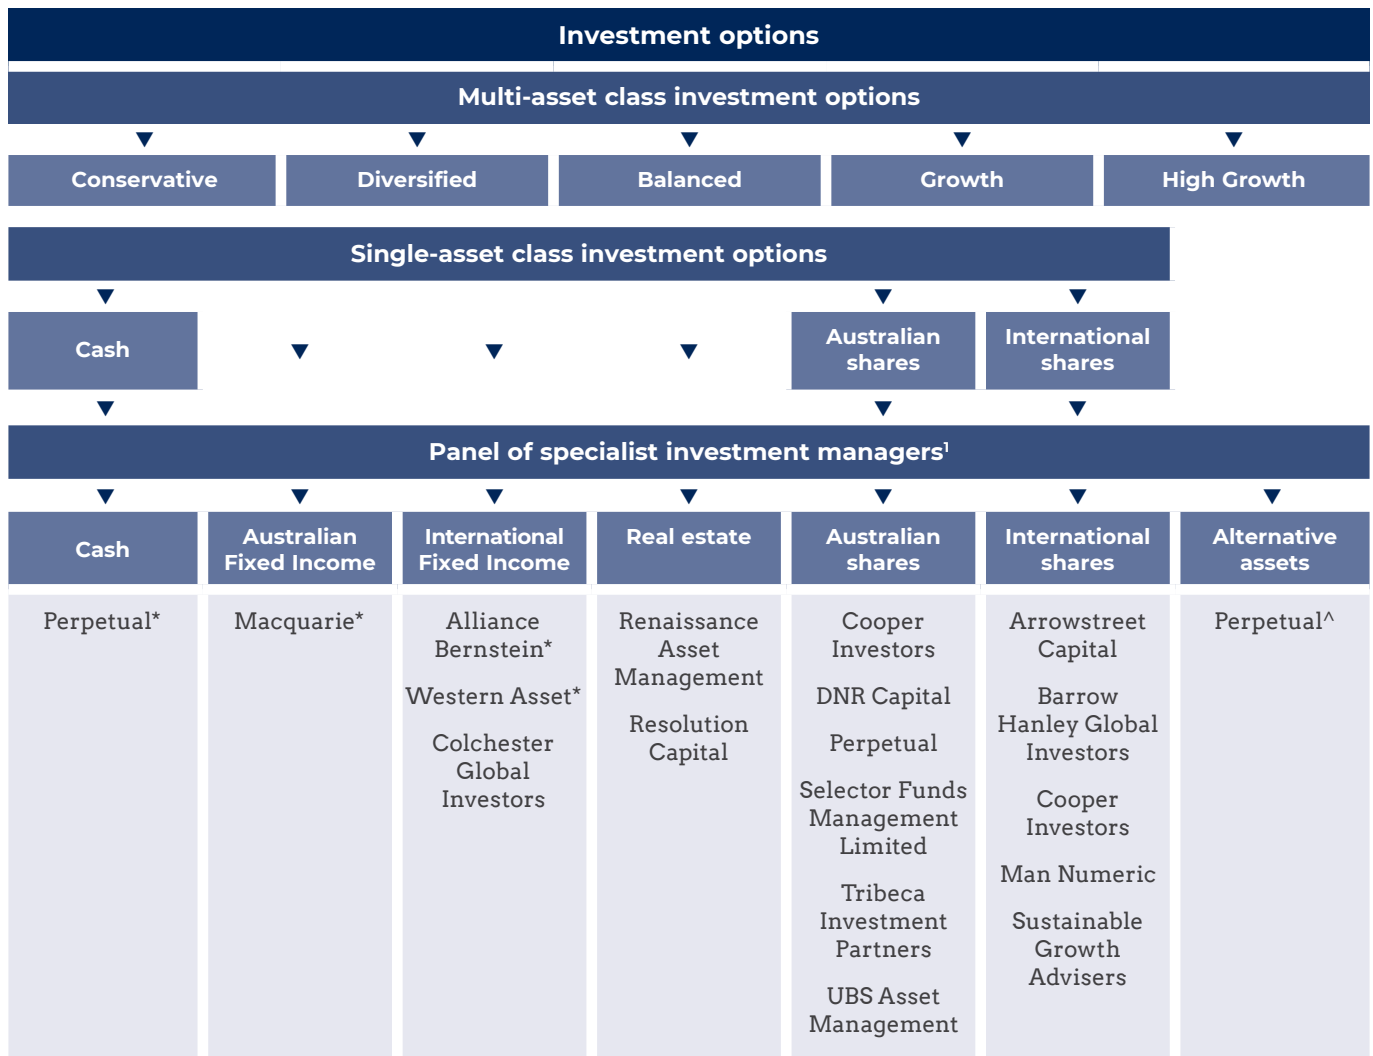 Investment options
Multi-asset class investment options
Conservative
Diversified
Balanced
Growth
High Growth
Single-asset class investment options
Cash
Australian
shares
International
shares
Panel of specialist investment managers¹
Cash
Australian
Fixed Income
International
Fixed Income
Real estate
Australian
shares
International
shares
Alternative
assets
Perpetual*
Macquarie*
Alliance
Bernstein*
Western Asset*
Colchester
Global
Investors
Renaissance
Asset
Management
Resolution
Capital
Cooper
Investors
DNR Capital
Perpetual
Selector Funds
Management
Limited
Tribeca
Investment
Partners
UBS Asset
Management
Arrowstreet
Capital
Barrow
Hanley Global
Investors
Cooper
Investors
Man Numeric
Sustainable
Growth
Advisers
Perpetual^